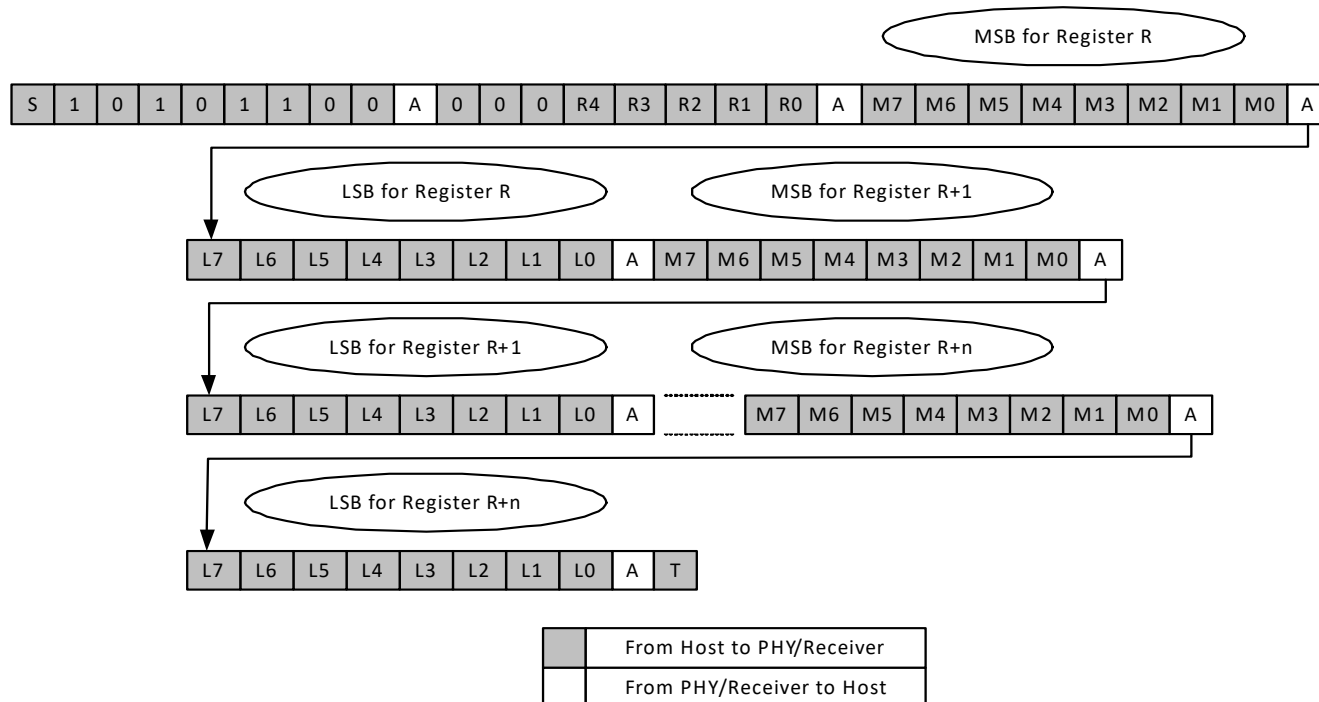 MSB for Register R
S 1 0 1 0 1 1 0 0 A 0 0 0 R4 R3 R2 R1 R0 A M7 M6 M5 M4 M3 M2 M1 M0 A
LSB for Register R MSB for Register R+1
L7 L6 L5 L4 L3 L2 L1 L0 A M7 M6 M5 M4 M3 M2 M1 M0 A
LSB for Register R+1 MSB for Register R+n
L7 L6 L5 L4 L3 L2 L1 L0 A M7 M6 M5 M4 M3 M2 M1 M0 A
LSB for Register R+n
L7 L6 L5 L4 L3 L2 L1 L0 A T
From Host to PHY/Receiver
From PHY/Receiver to Host